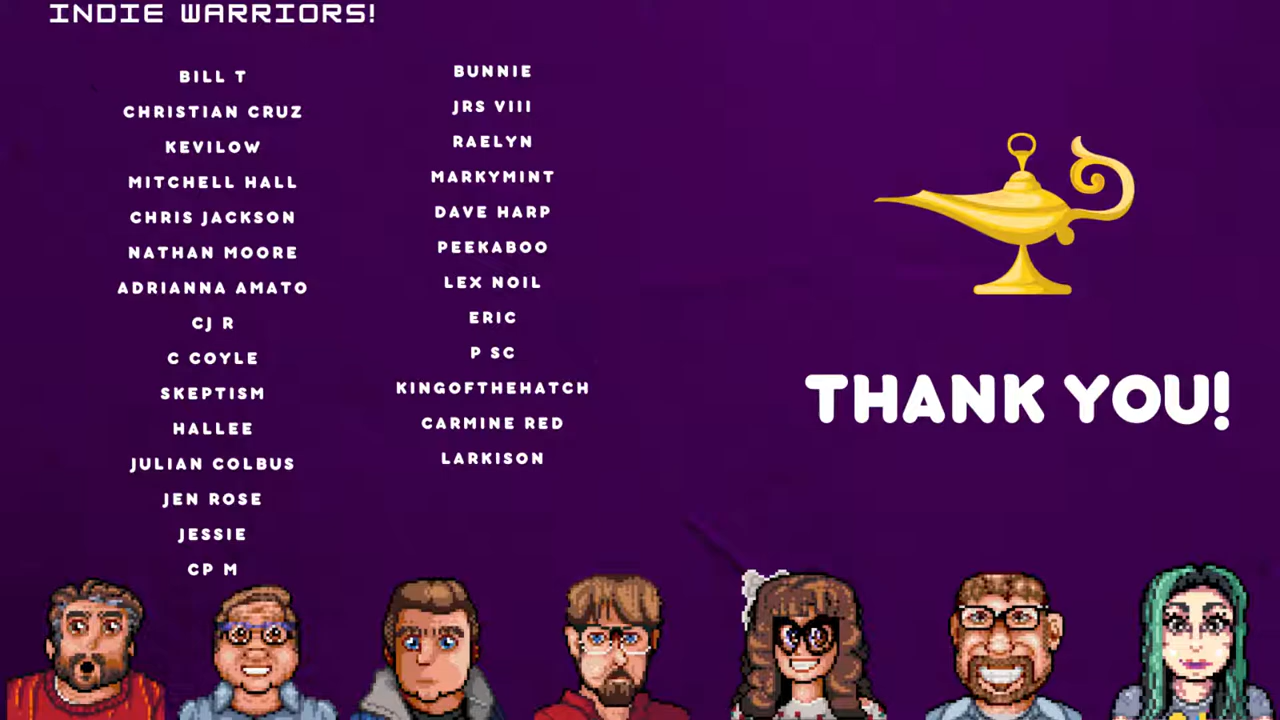 INDIE WARRIORS!
BILL T
CHRISTIAN CRUZ
KEVILOW
MITCHELL HALL
CHRIS JACKSON
NATHAN MOORE
ADRIANNA AMATO
CJ R
C COYLE
SKEPTISM
HALLEE
JULIAN COLBUS
JEN ROSE
JESSIE
CP M
BUNNIE
JRS VIII
RAELYN
MARKYMINT
DAVE HARP
PEEKABOO
LEX NOIL
ERIC
P SC
KINGOFTHEHATCH
CARMINE RED
LARKISON
THANK YOU!